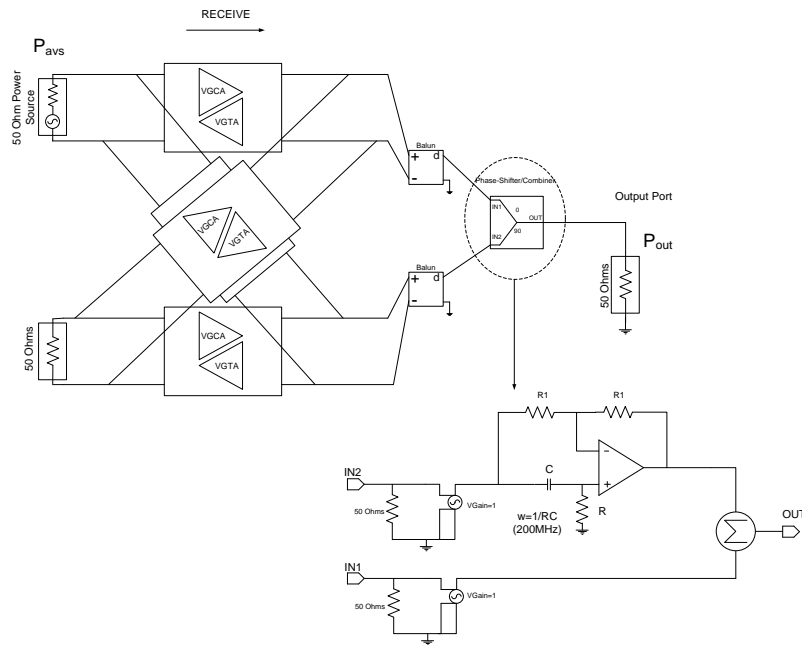 RECEIVE
Pavs
50 Ohm Power
Source
VGCA
VGTA
Balun
+ d
-
Phase-Shifter/Combiner
IN1
0
OUT
90
IN2
Output Port
Pout
50 Ohms
VGCA
VGTA
Balun
+ d
-
50 Ohms
VGCA
VGTA
R1
R1
-
+
IN2
C
50 Ohms
VGain=1
w=1/RC
(200MHz)
R
Σ
OUT
IN1
50 Ohms
VGain=1